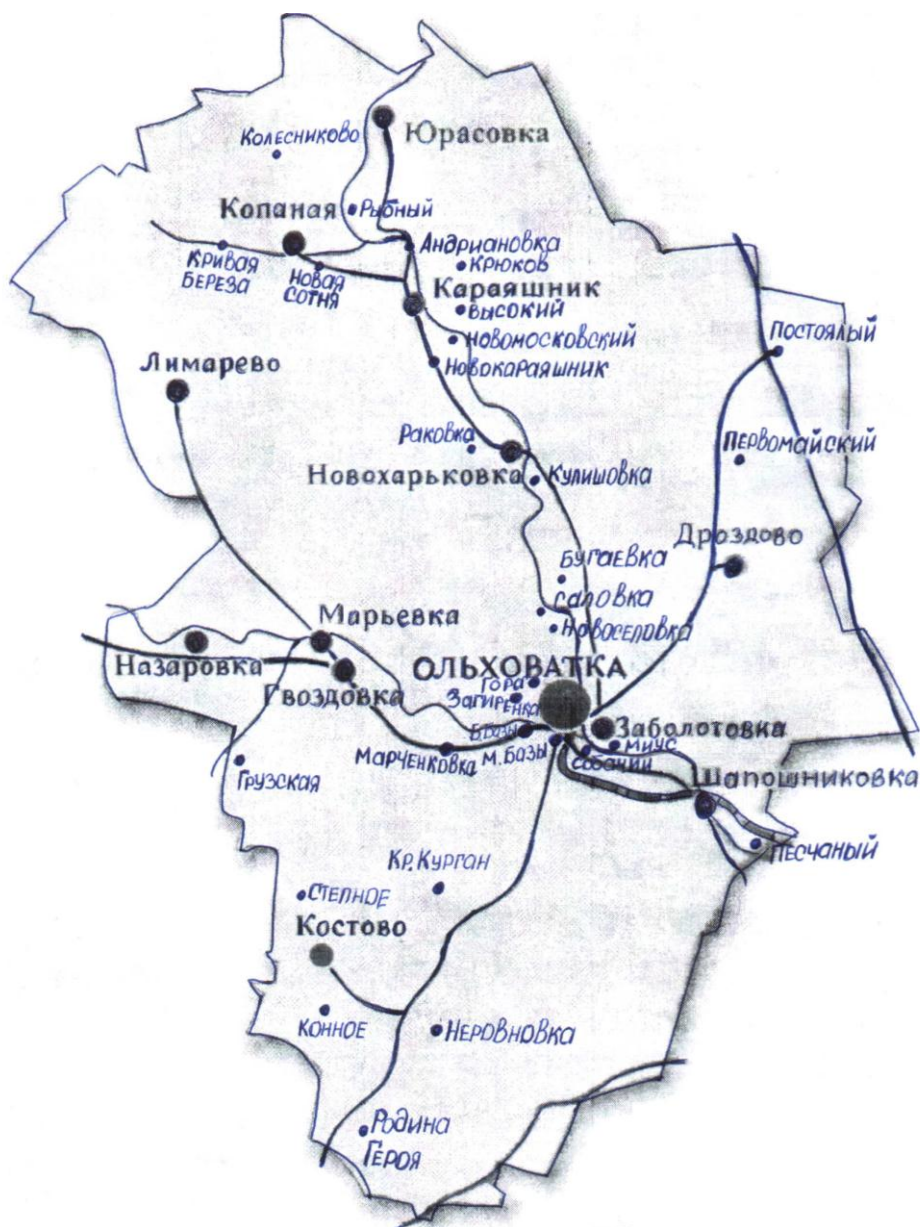 Колесниково
Юрасовка
Копаная
Рыбный
Андриановка
Крюков
Кривая
Береза
Новая
Сотня
Караяшник
Высокий
Новомосковский
Постоялый
Новокараяшник
Лимарево
Раковка
Первомайский
Новохарьковка
Кулишовка
Дроздово
Бугаевка
Саловка
Марьевка
Новоселовка
Назаровка
Гвоздовка
ОЛЬХОВАТКА
Гора
Загиренка
Заболотовка
Б.Базы
Марченковка
М.Базы
Собачий
Миус
Шапошниковка
Грузская
Песчаный
Кр.Курган
Степное
Костово
Конное
Неровновка
Родина
Героя